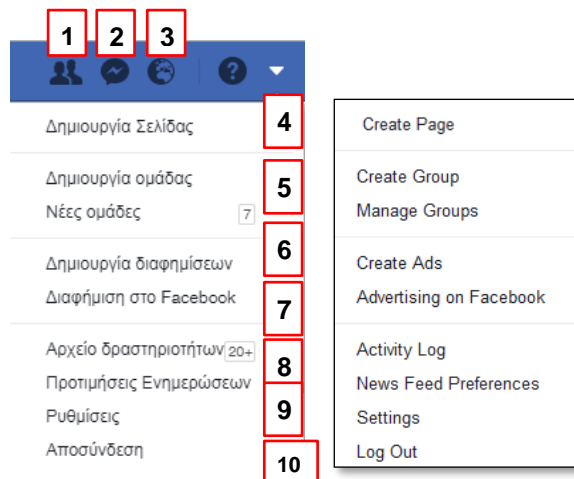 1 2 3
Δημιουργία Σελίδας
4
Δημιουργία ομάδας
5
Νέες ομάδες 7
6
Δημιουργία διαφημίσεων
Διαφήμιση στο Facebook
7
Αρχείο δραστηριοτήτων 20+
8
Προτιμήσεις Ενημερώσεων
Ρυθμίσεις
9
Αποσύνδεση
10
Create Page
Create Group
Manage Groups
Create Ads
Advertising on Facebook
Activity Log
News Feed Preferences
Settings
Log Out